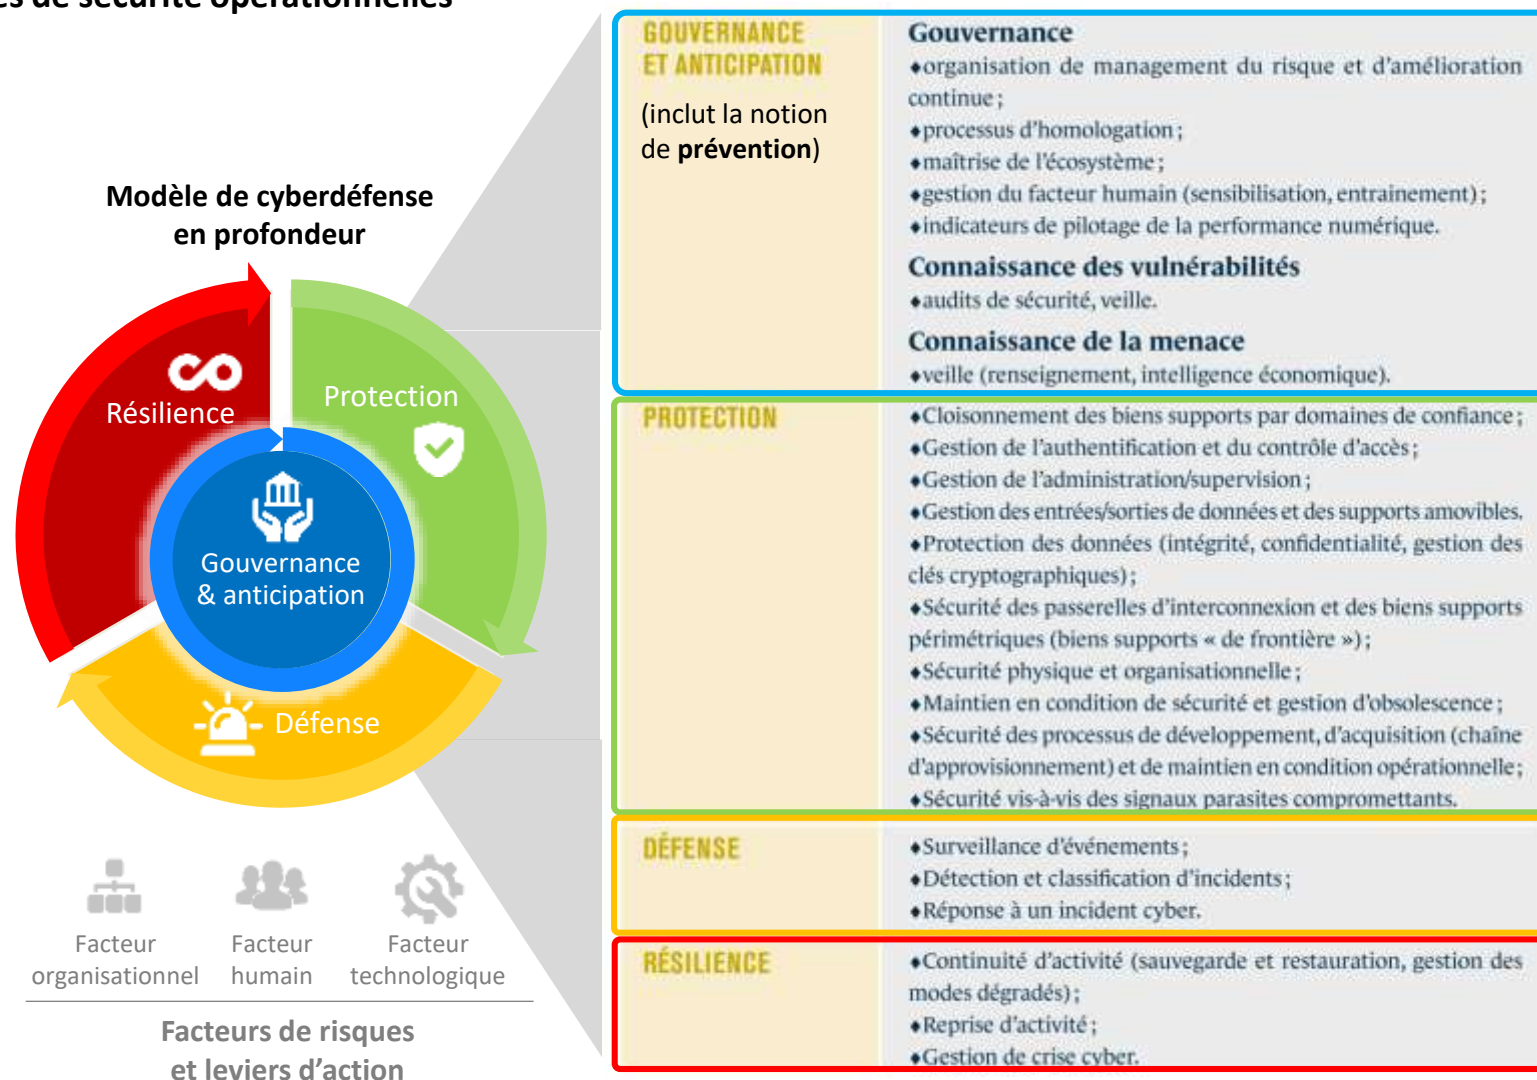 es de sécurité opérationnelles
Modèle de cyberdéfense
en profondeur
Résilience
Protection
Gouvernance
& anticipation
Défense
Facteur
organisationnel
Facteur
humain
Facteur
technologique
Facteurs de risques
et leviers d’action
GOUVERNANCE
ET ANTICIPATION
(inclut la notion
de prévention)
Gouvernance
♦organisation de management du risque et d’amélioration
continue ;
♦processus d’homologation ;
♦maîtrise de l’écosystème ;
♦gestion du facteur humain (sensibilisation, entrainement) ;
♦indicateurs de pilotage de la performance numérique.
Connaissance des vulnérabilités
♦audits de sécurité, veille.
Connaissance de la menace
♦veille (renseignement, intelligence économique).
PROTECTION
♦Cloisonnement des biens supports par domaines de confiance ;
♦Gestion de l’authentification et du contrôle d’accès ;
♦Gestion de l’administration/supervision ;
♦Gestion des entrées/sorties de données et des supports amovibles.
♦Protection des données (intégrité, confidentialité, gestion des
clés cryptographiques) ;
♦Sécurité des passerelles d’interconnexion et des biens supports
périmétriques (biens supports « de frontière ») ;
♦Sécurité physique et organisationnelle ;
♦Maintien en condition de sécurité et gestion d’obsolescence ;
♦Sécurité des processus de développement, d’acquisition (chaîne
d’approvisionnement) et de maintien en condition opérationnelle ;
♦Sécurité vis-à-vis des signaux parasites compromettants.
DÉFENSE
♦Surveillance d’événements ;
♦Détection et classification d’incidents ;
♦Réponse à un incident cyber.
RÉSILIENCE
♦Continuité d’activité (sauvegarde et restauration, gestion des
modes dégradés) ;
♦Reprise d’activité ;
♦Gestion de crise cyber.